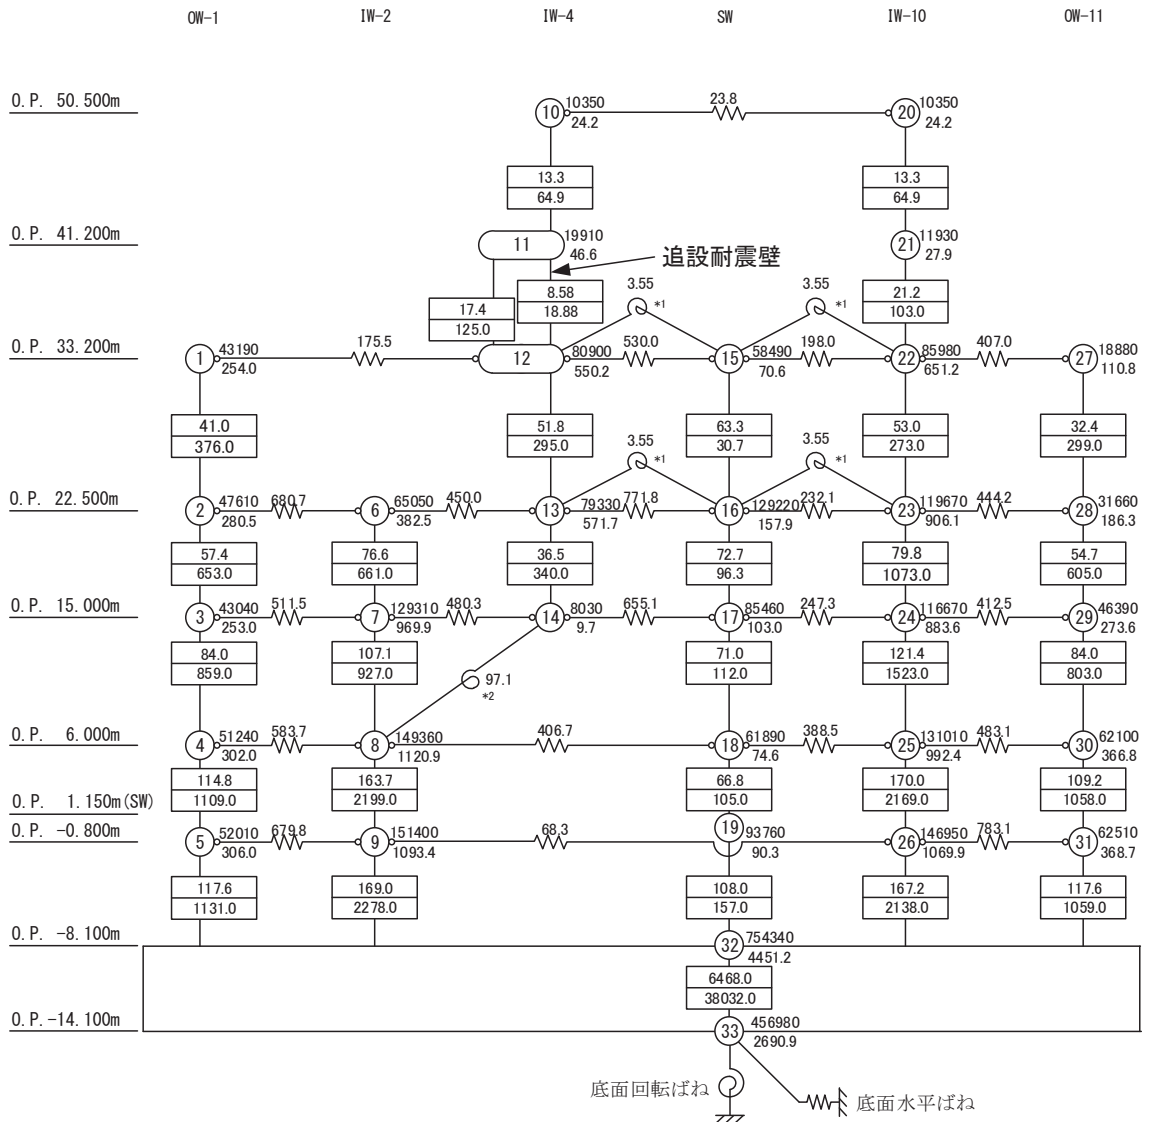 OW-1 IW-2 IW-4 SW IW-10 OW-11
O.P. 50.500m 10 10350 23.8 20 10350
24.2 24.2
13.3 13.3
64.9 64.9
O.P. 41.200m 11 19910 21 11930
46.6 27.9
追設耐震壁
17.4 8.58 3.55 3.55 21.2
125.0 18.88 *1 *1 103.0
O.P. 33.200m 1 43190 175.5 12 80900 530.0 15 58490 198.0 22 85980 407.0 27 18880
254.0 550.2 70.6 651.2 110.8
41.0 51.8 63.3 53.0 32.4
376.0 295.0 30.7 273.0 299.0
3.55 3.55
*1 *1
O.P. 22.500m 2 47610 680.7 6 65050 450.0 13 79330 771.8 16 129220 232.1 23 119670 444.2 28 31660
280.5 382.5 571.7 157.9 906.1 186.3
57.4 76.6 36.5 72.7 79.8 54.7
653.0 661.0 340.0 96.3 1073.0 605.0
O.P. 15.000m 3 43040 511.5 7 129310 480.3 14 8030 655.1 17 85460 247.3 24 116670 412.5 29 46390
253.0 969.9 9.7 103.0 883.6 273.6
84.0 107.1 71.0 121.4 84.0
859.0 927.0 112.0 1523.0 803.0
97.1
*2
O.P. 6.000m 4 51240 583.7 8 149360 406.7 18 61890 388.5 25 131010 483.1 30 62100
302.0 1120.9 74.6 992.4 366.8
114.8 163.7 66.8 170.0 109.2
1109.0 2199.0 105.0 2169.0 1058.0
O.P. 1.150m(SW)
O.P. -0.800m 5 52010 679.8 9 151400 68.3 19 93760 26 146950 783.1 31 62510
306.0 1093.4 90.3 1069.9 368.7
117.6 169.0 108.0 167.2 117.6
1131.0 2278.0 157.0 2138.0 1059.0
O.P. -8.100m 32 754340
4451.2
6468.0
38032.0
O.P.-14.100m 33 456980
2690.9
底面回転ばね 底面水平ばね